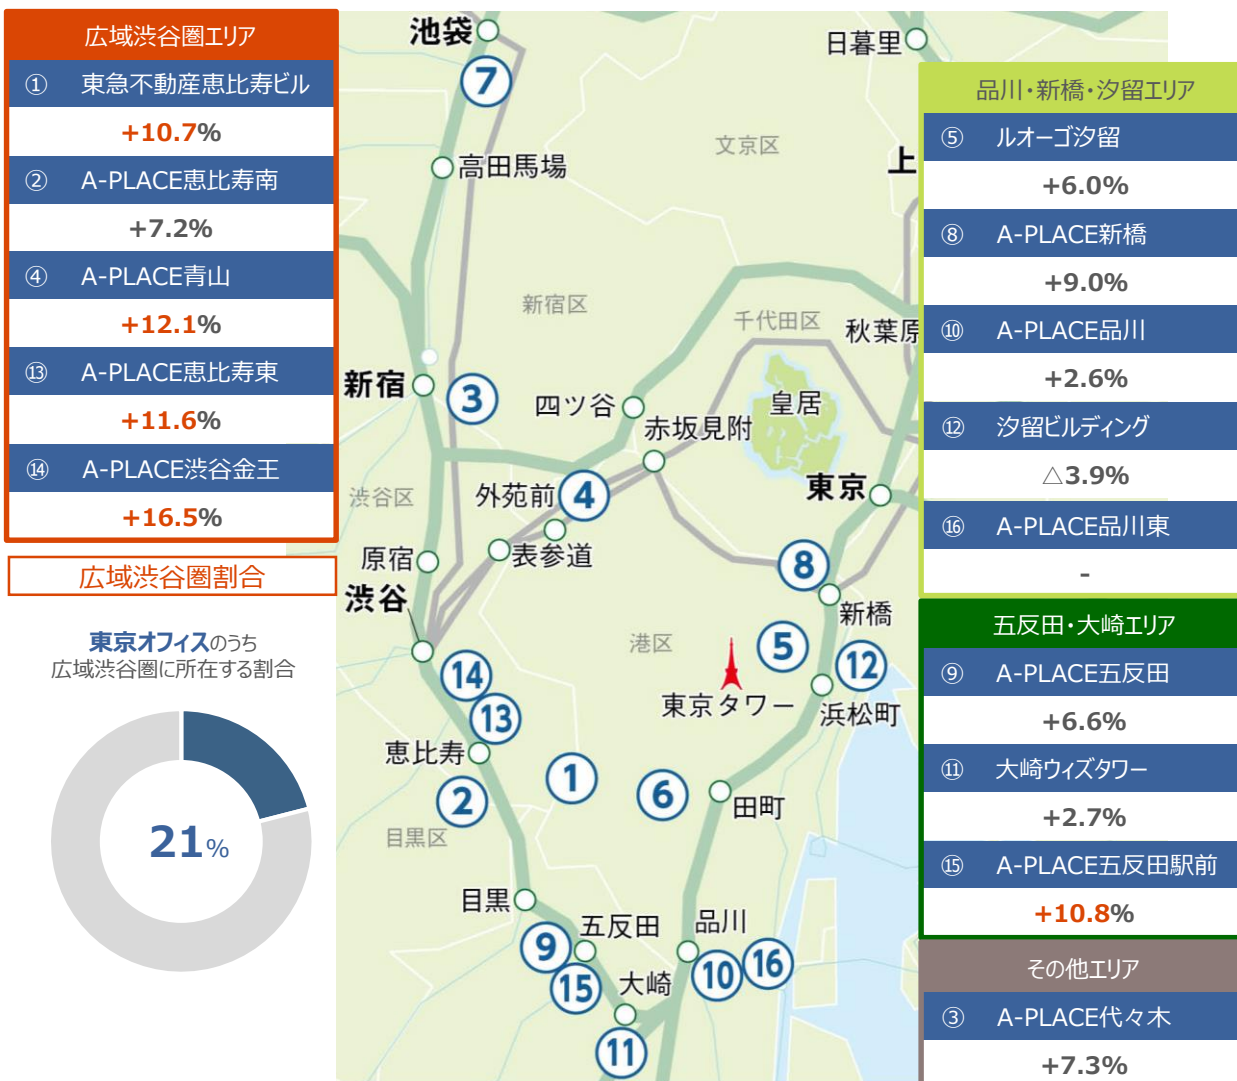 広域渋谷圏エリア
① 東急不動産恵比寿ビル
+10.7%
② A-PLACE恵比寿南
+7.2%
④ A-PLACE青山
+12.1%
⑬ A-PLACE恵比寿東
+11.6%
⑭ A-PLACE渋谷金王
+16.5%
広域渋谷圏割合
東京オフィスのうち
広域渋谷圏に所在する割合
21%
池袋
日暮里
7
高田馬場
文京区
上
新宿区
千代田区
秋葉原
新宿
3
四ツ谷
皇居
赤坂見附
渋谷区
外苑前
4
東京
原宿
表参道
8
渋谷
新橋
港区
5
12
14
東京タワー
浜松町
13
恵比寿
1
2
6
田町
目黒区
目黒
9
五反田
品川
15
大崎
10
16
11
品川・新橋・汐留エリア
⑤ ルオーゴ汐留
+6.0%
⑧ A-PLACE新橋
+9.0%
⑩ A-PLACE品川
+2.6%
⑫ 汐留ビルディング
△3.9%
⑯ A-PLACE品川東
-
五反田・大崎エリア
⑨ A-PLACE五反田
+6.6%
⑪ 大崎ウィズタワー
+2.7%
⑮ A-PLACE五反田駅前
+10.8%
その他エリア
③ A-PLACE代々木
+7.3%